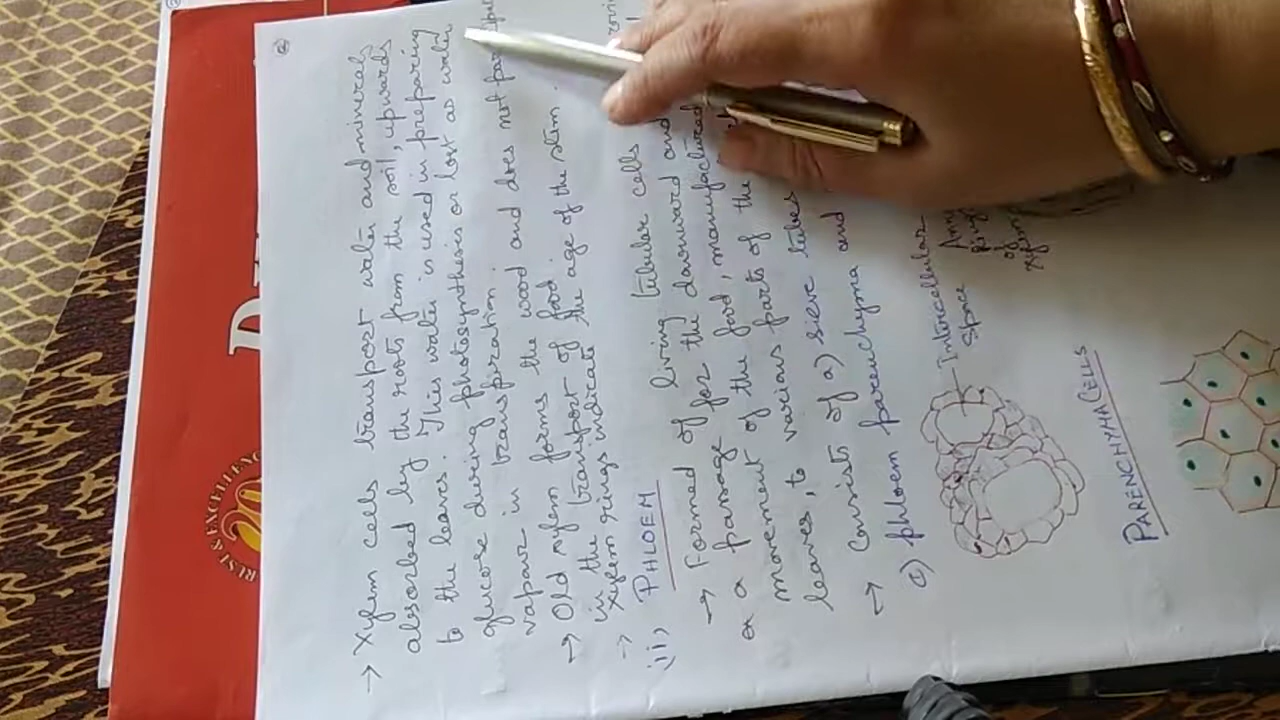 → Xylem cells transport water and minerals
absorbed by the roots from the soil, upwards
to the leaves. This water is used in preparing
glucose during photosynthesis or lost as water
vapour in transpiration.
→ Old xylem forms the wood and does not
in the transport of food.
→ Xylem rings indicate the age of the stem.
ii) PHLOEM
→ Formed of living tubular cells
or a passage for the downward and
movement of the food, manufactured
leaves, to various parts of the
→ Consists of a) sieve tubes
c) phloem parenchyma and
Intercellular
Space
of
Xylem
PARENCHYMA CELLS
& EXCELLENCE